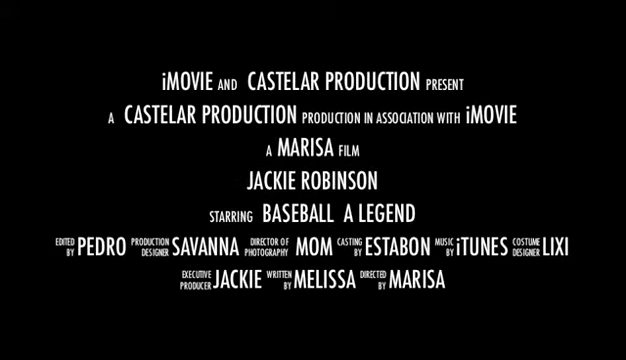 iMOVIE AND CASTELAR PRODUCTION PRESENT
A CASTELAR PRODUCTION PRODUCTION IN ASSOCIATION WITH iMOVIE
A MARISA FILM
JACKIE ROBINSON
STARRING BASEBALL A LEGEND
EDITED BY PEDRO PRODUCTION DESIGNER SAVANNA DIRECTOR OF PHOTOGRAPHY MOM CASTING BY ESTABON MUSIC BY iTUNES COSTUME DESIGNER LIXI
EXECUTIVE PRODUCER JACKIE WRITTEN BY MELISSA DIRECTED BY MARISA